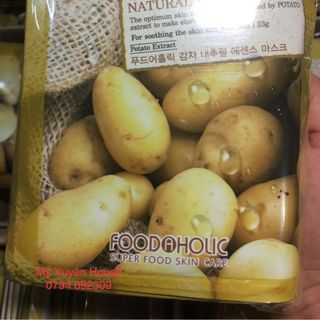 NATURAL
The optimum skin
by POTATO
extract to make
For soothing the skin and
23g
Potato Extract
푸드어홀릭 감자 내추럴 에센스 마스크
FOODAHOLIC
SUPER FOOD SKIN CARE
Mỹ Xuyên House
0794 092309